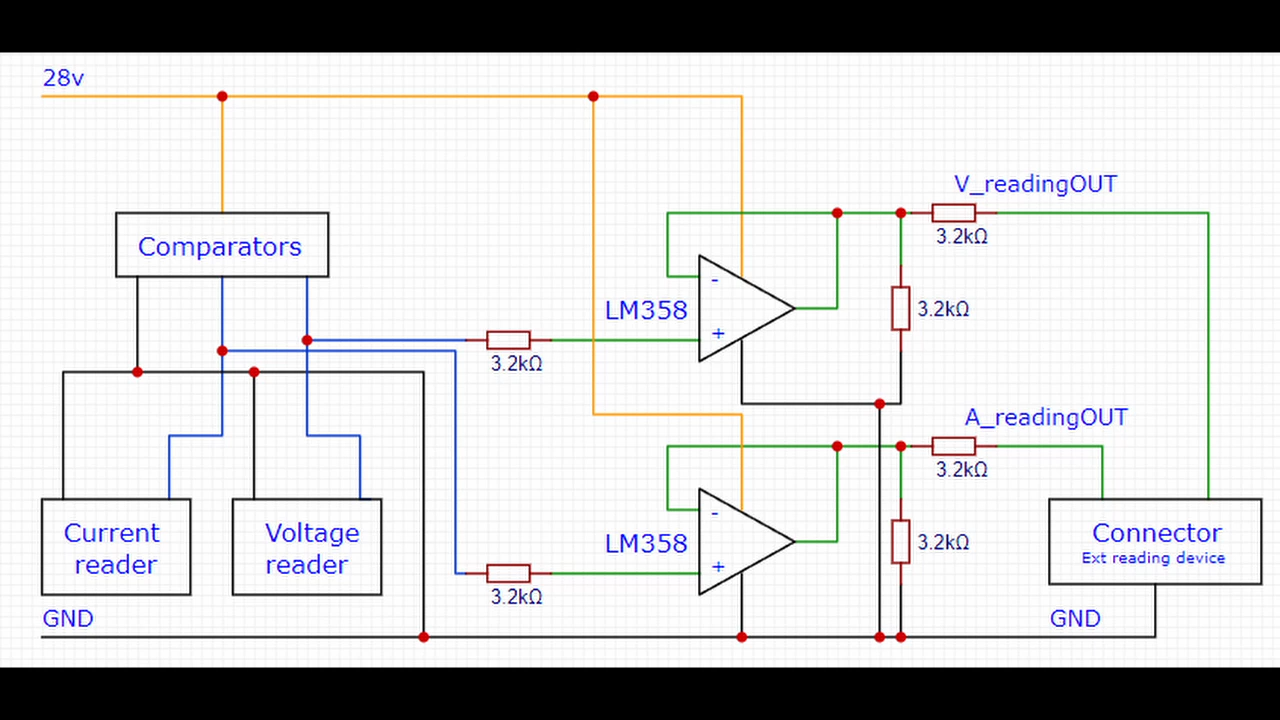 28v
V_readingOUT
3.2kΩ
Comparators
-
LM358
+
3.2kΩ
3.2kΩ
A_readingOUT
3.2kΩ
-
LM358
+
3.2kΩ
3.2kΩ
Current
reader
Voltage
reader
Connector
Ext reading device
GND
GND